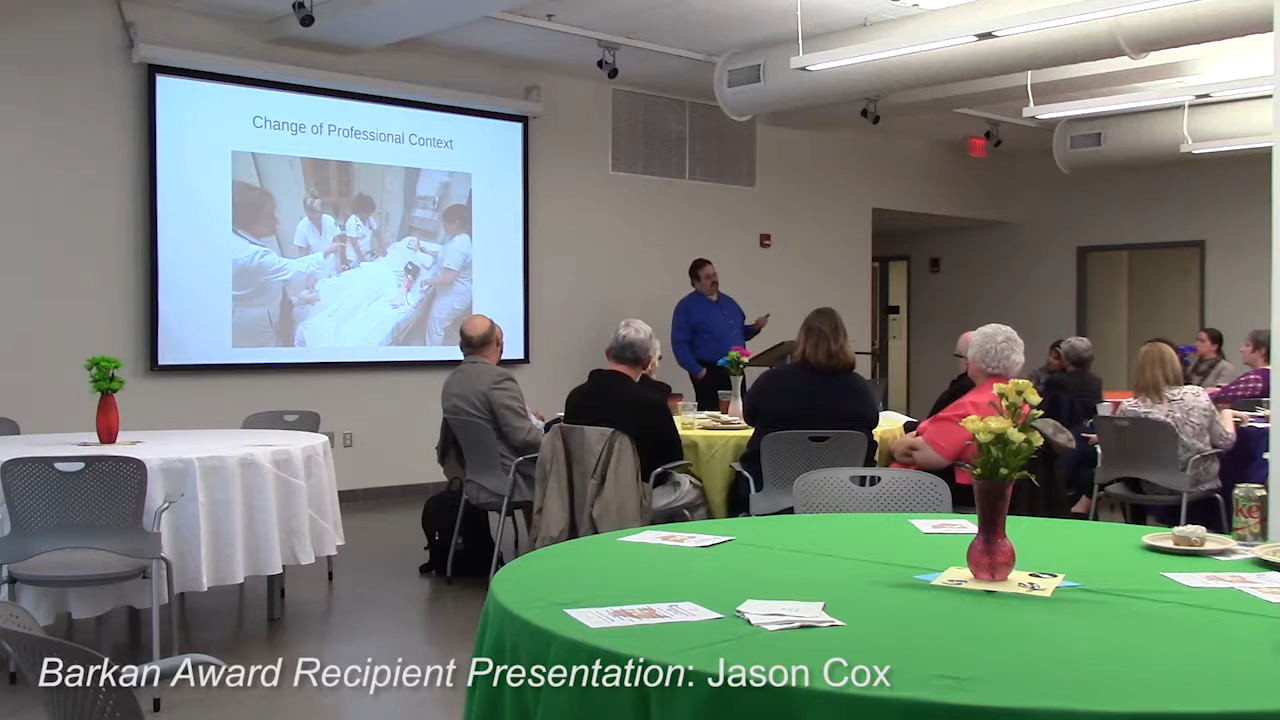 Change of Professional Context
Barkan Award Recipient Presentation: Jason Cox